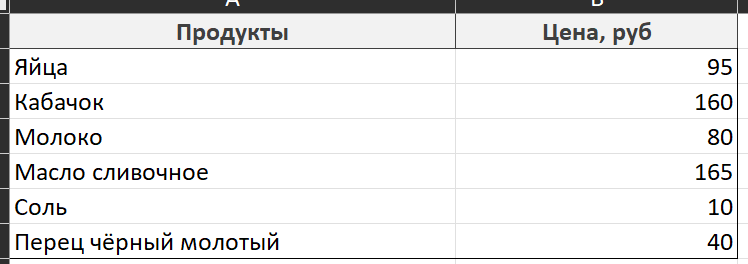 A B
Продукты Цена, руб
Яйца 95
Кабачок 160
Молоко 80
Масло сливочное 165
Соль 10
Перец чёрный молотый 40